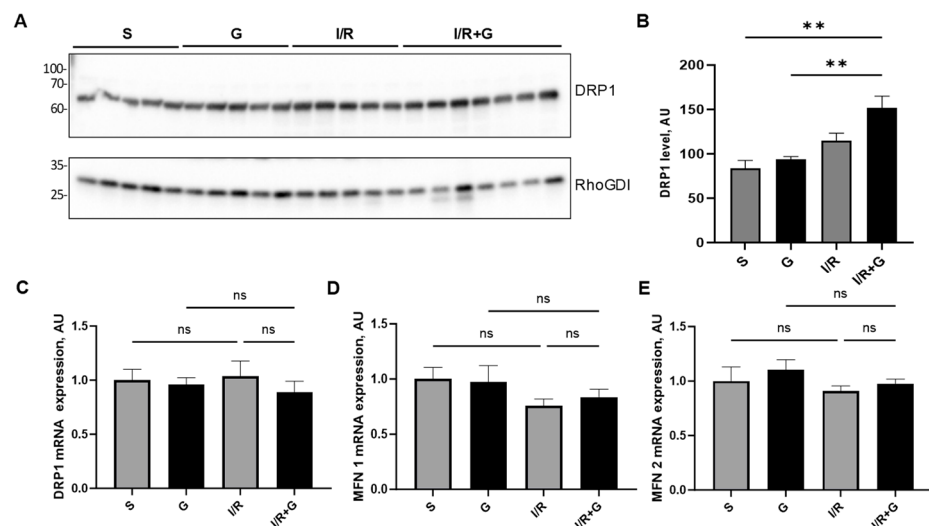 A
S G I/R I/R+G
100-
70-
60-
DRP1
35-
25-
RhoGDI
B
**
**
DRP1 level, AU
200
150
100
50
0
S G I/R I/R+G
C
ns
ns ns
DRP1 mRNA expression, AU
1.5
1.0
0.5
0.0
S G I/R I/R+G
D
ns
ns ns
MFN 1 mRNA expression, AU
1.5
1.0
0.5
0.0
S G I/R I/R+G
E
ns
ns ns
MFN 2 mRNA expression, AU
1.5
1.0
0.5
0.0
S G I/R I/R+G